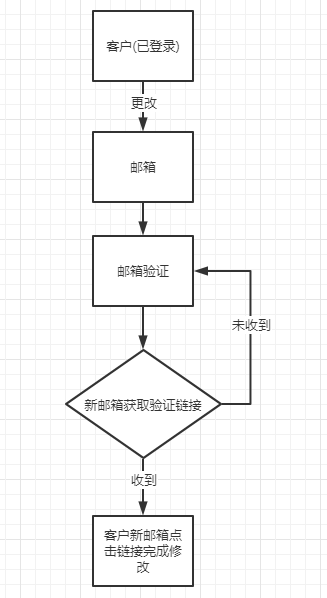 客户(已登录)
更改
邮箱
邮箱验证
未收到
新邮箱获取验证链接
收到
客户新邮箱点
击链接完成修
改